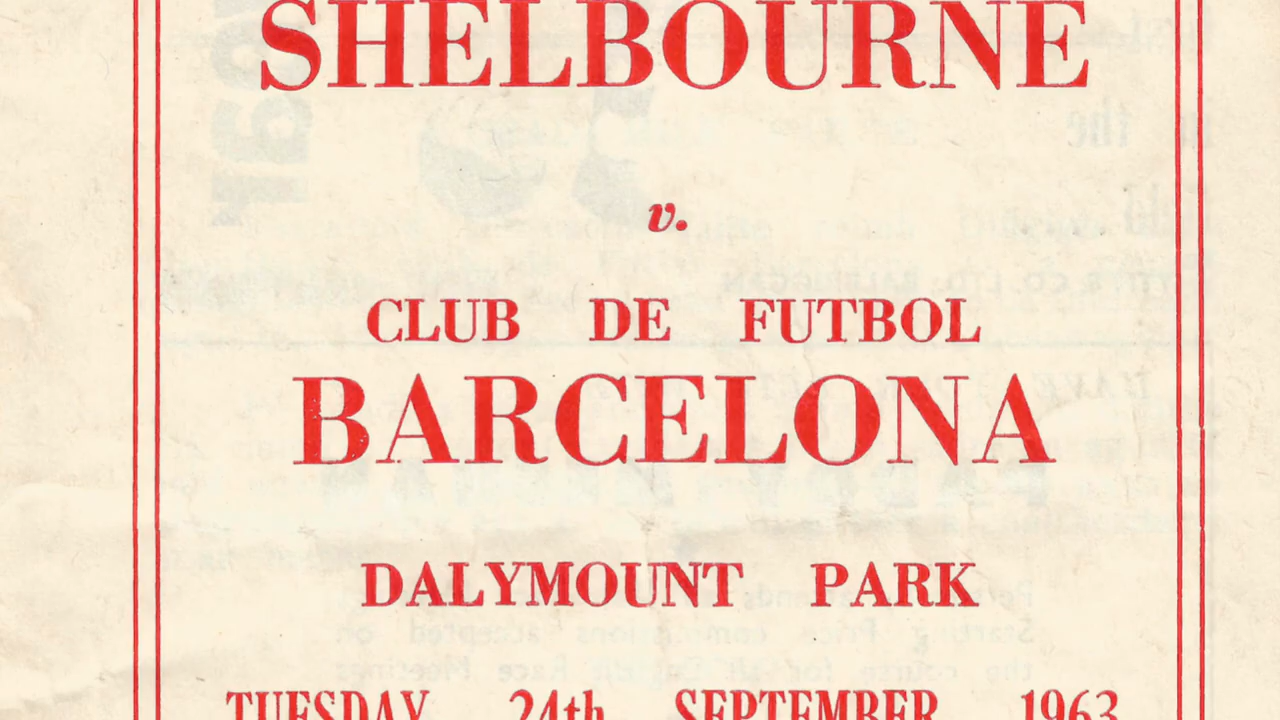 SHELBOURNE
v.
CLUB DE FUTBOL
BARCELONA
DALYMOUNT PARK
TUESDAY 24th SEPTEMBER 1963